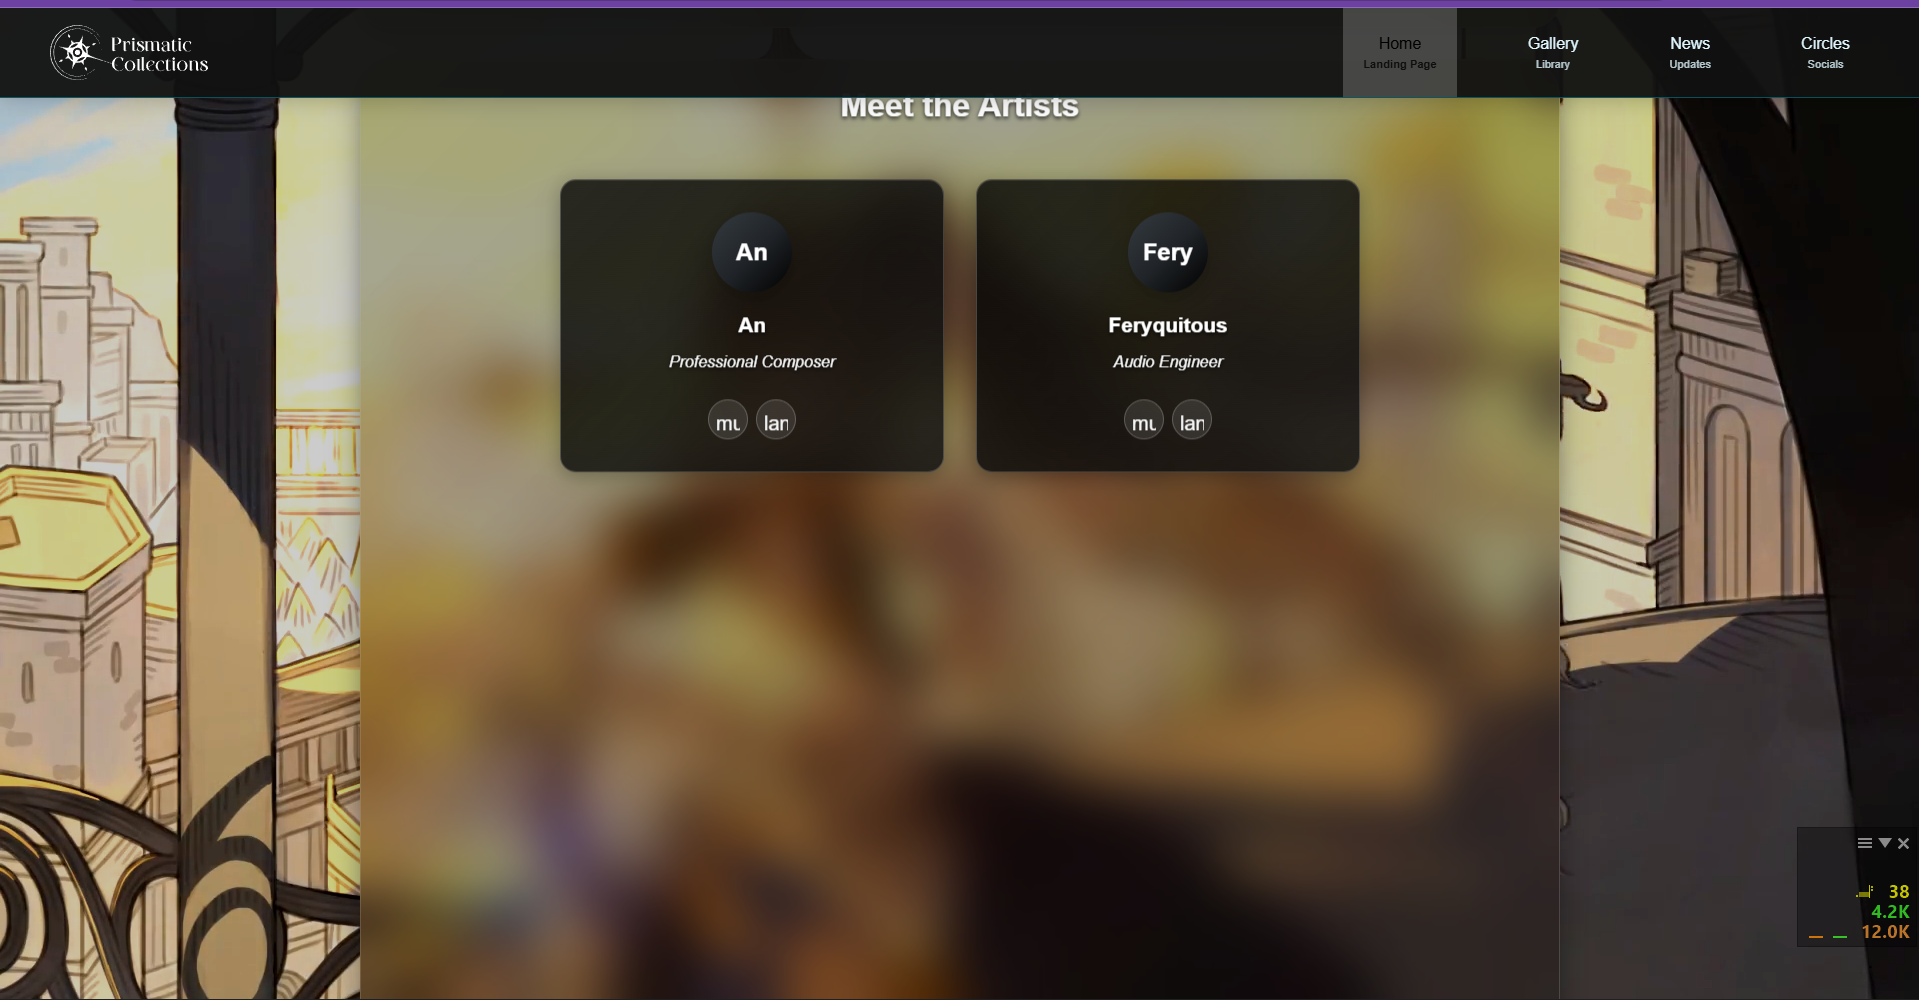 Prismatic
Collections
Home
Landing Page
Gallery
Library
News
Updates
Circles
Socials
Meet the Artists
An
An
Professional Composer
mu
lan
Fery
Feryquitous
Audio Engineer
mu
lan
38
4.2K
12.0K